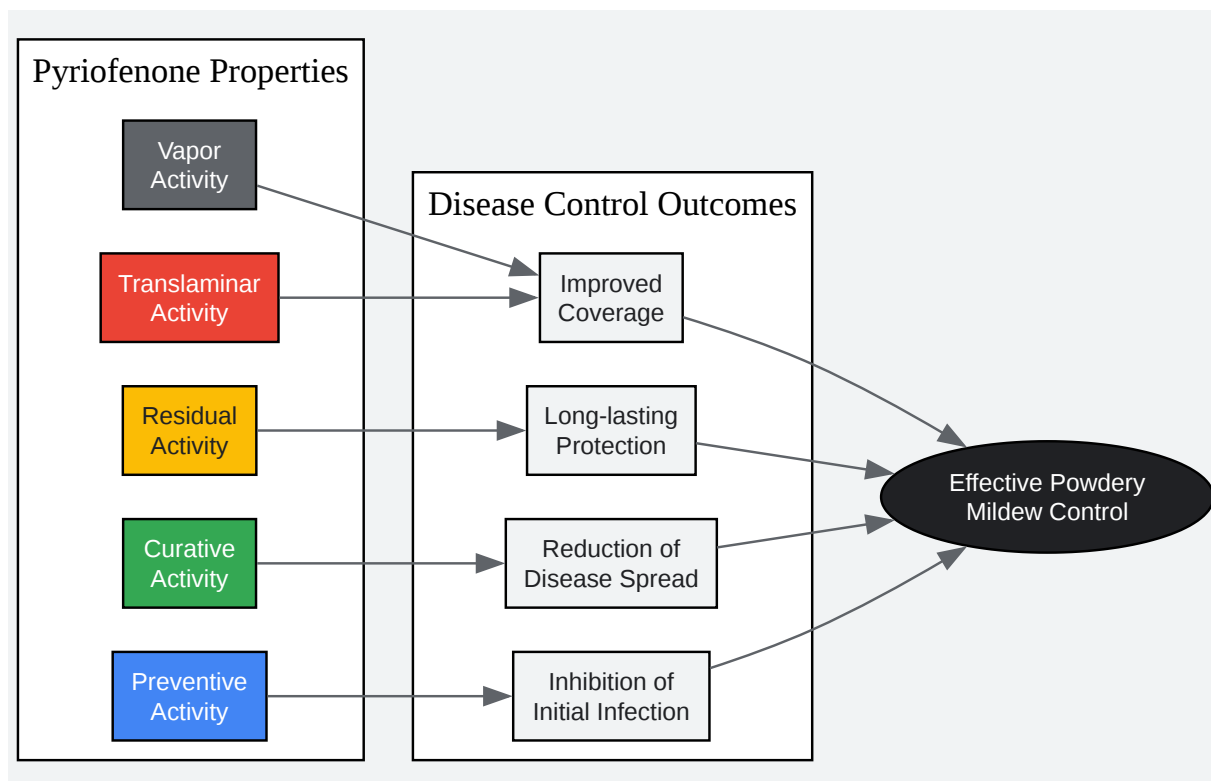 Pyriofenone Properties
Vapor
Activity
Translaminar
Activity
Residual
Activity
Curative
Activity
Preventive
Activity
Disease Control Outcomes
Improved
Coverage
Long-lasting
Protection
Reduction of
Disease Spread
Inhibition of
Initial Infection
Effective Powdery
Mildew Control